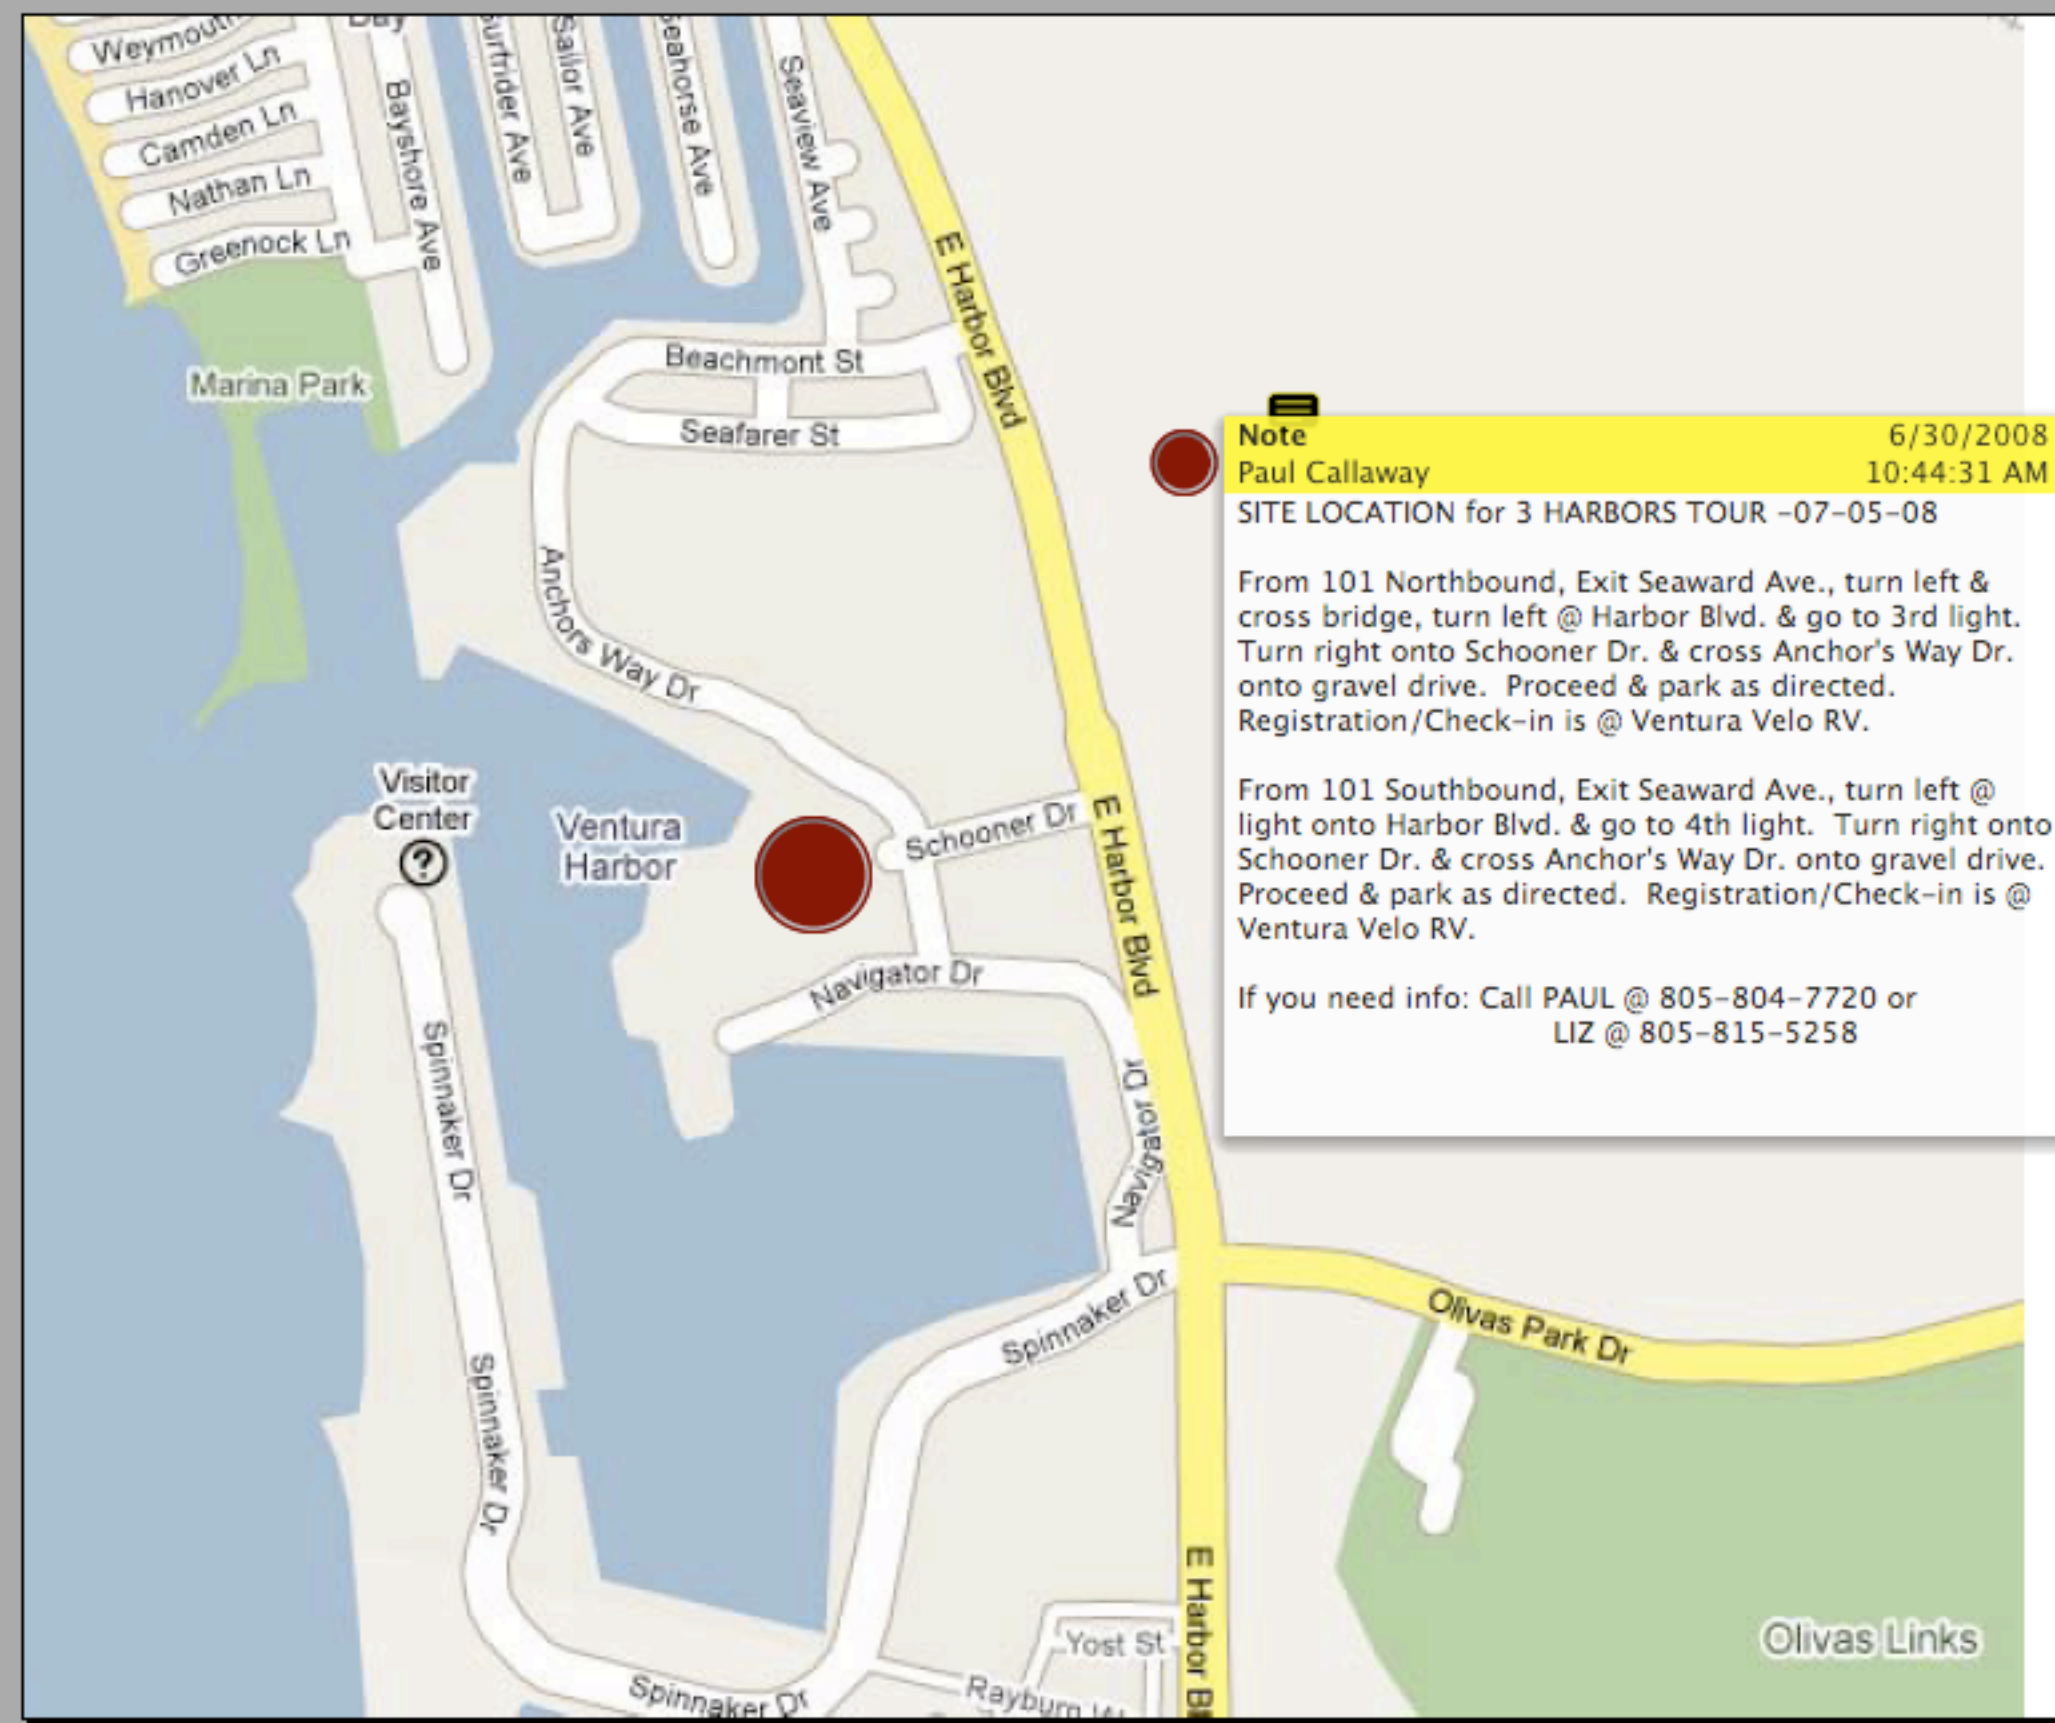 Weymouth
Hanover Ln
Camden Ln
Nathan Ln
Greenock Ln
Bayshore Ave
Surfrider Ave
Sailor Ave
Seahorse Ave
Seaview Ave
E Harbor Blvd
Beachmont St
Seafarer St
Marina Park
Anchors Way Dr
Visitor
Center
?
Ventura
Harbor
Schooner Dr
E Harbor Blvd
Navigator Dr
Navigator Dr
Spinnaker Dr
Spinnaker Dr
Spinnaker Dr
Spinnaker Dr
Olivas Park Dr
Yost St
Rayburn
E Harbor Bl
Olivas Links
Note 6/30/2008
Paul Callaway 10:44:31 AM
SITE LOCATION for 3 HARBORS TOUR -07-05-08
From 101 Northbound, Exit Seaward Ave., turn left &
cross bridge, turn left @ Harbor Blvd. & go to 3rd light.
Turn right onto Schooner Dr. & cross Anchor's Way Dr.
onto gravel drive.  Proceed & park as directed.
Registration/Check-in is @ Ventura Velo RV.
From 101 Southbound, Exit Seaward Ave., turn left @
light onto Harbor Blvd. & go to 4th light.  Turn right onto
Schooner Dr. & cross Anchor's Way Dr. onto gravel drive.
Proceed & park as directed.  Registration/Check-in is @
Ventura Velo RV.
If you need info: Call PAUL @ 805-804-7720 or
LIZ @ 805-815-5258